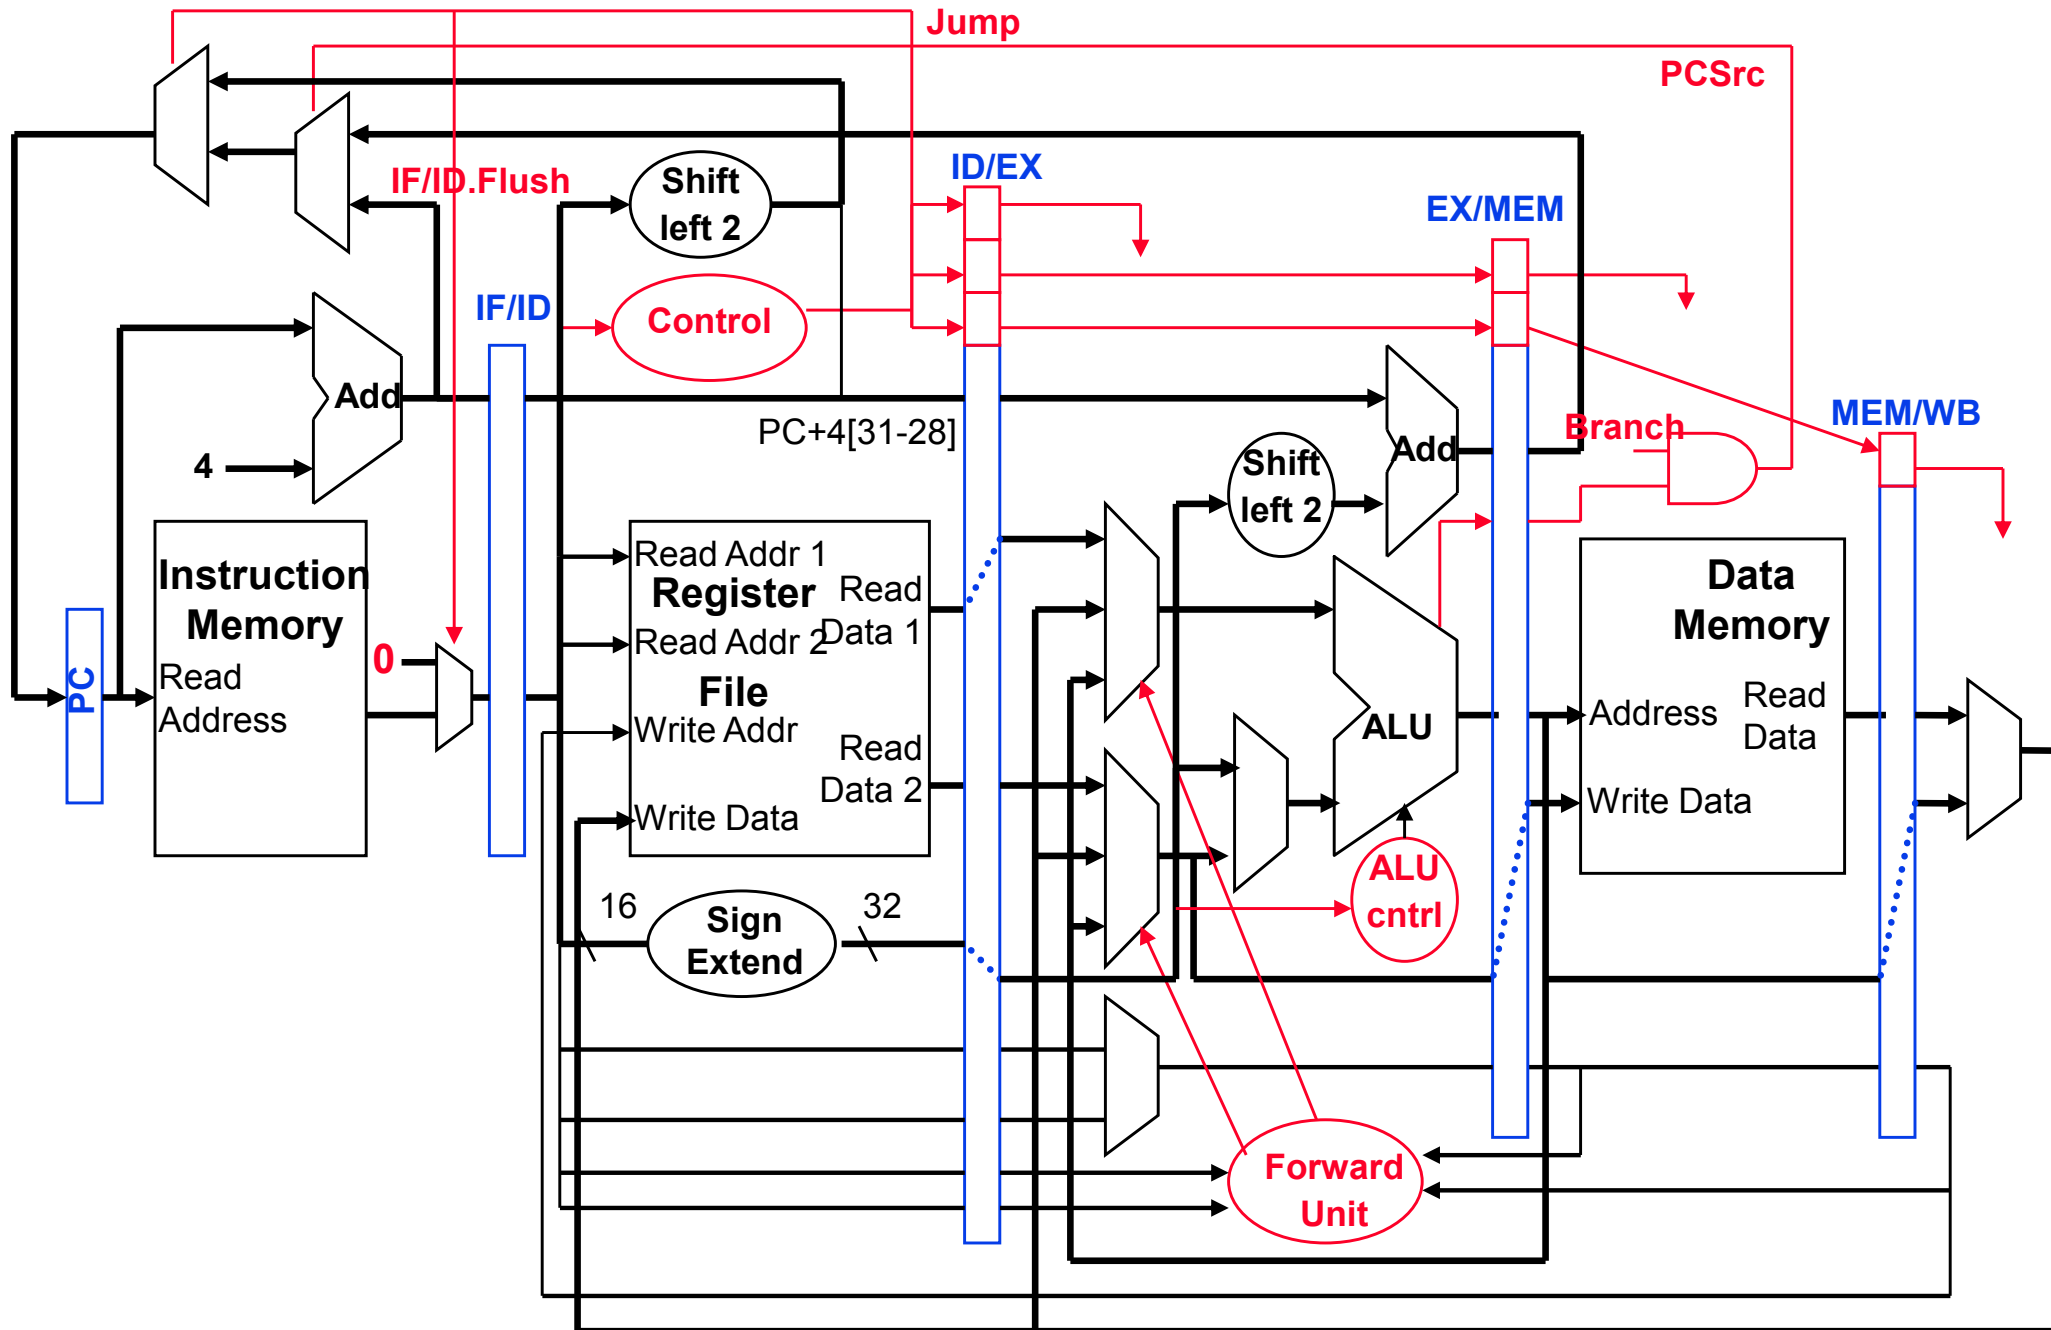 Jump
PCSrc
ID/EX
IF/ID.Flush
Shift
left 2
EX/MEM
IF/ID
Control
Add
PC+4[31-28]
4
MEM/WB
Branch
Add
Shift
left 2
Instruction
Memory
Read
Address
PC
0
Read Addr 1
Register
Read
Data 1
Read Addr 2
File
Write Addr
Read
Data 2
Write Data
ALU
ALU
cntrl
Data
Memory
Address
Read
Data
Write Data
16
Sign
Extend
32
Forward
Unit